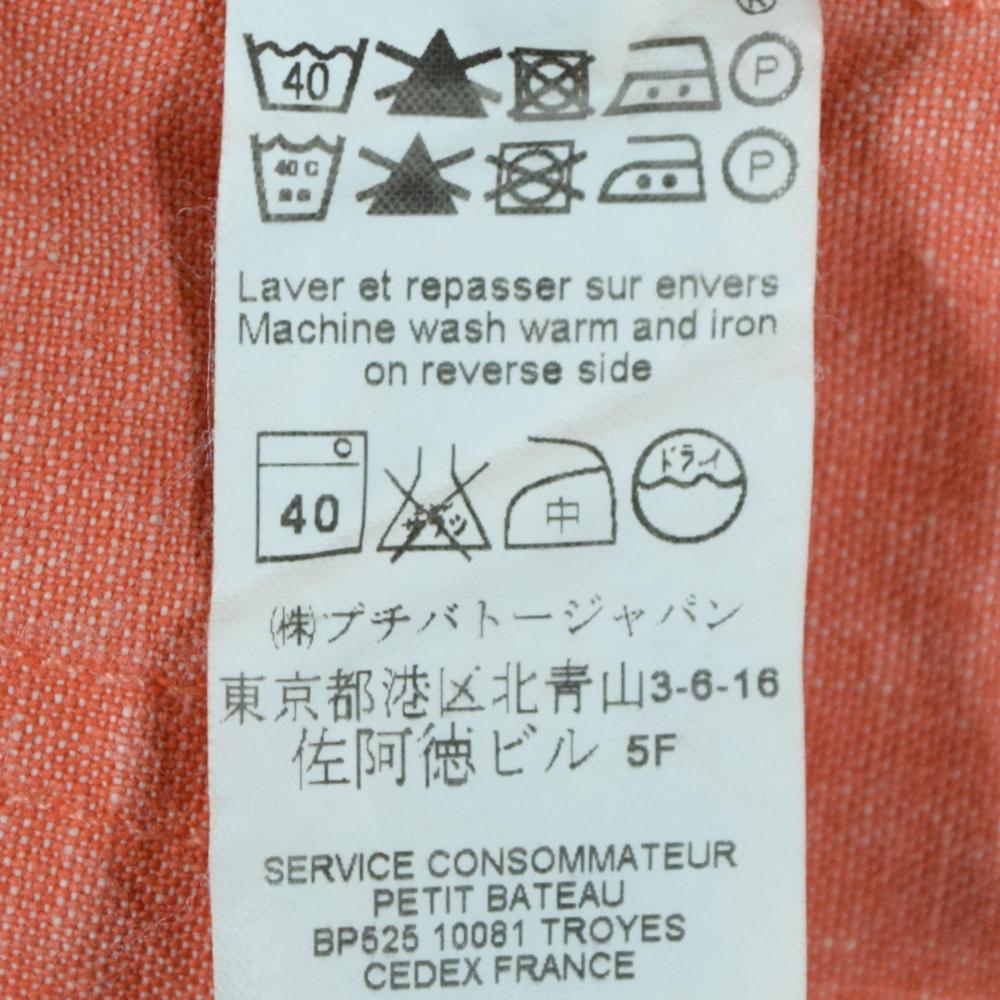 ®
40 P
40 C P
Laver et repasser sur envers
Machine wash warm and iron
on reverse side
40 中 ドライ
㈱プチバトージャパン
東京都港区北青山3-6-16
佐阿徳ビル 5F
SERVICE CONSOMMATEUR
PETIT BATEAU
BP525 10081 TROYES
CEDEX FRANCE